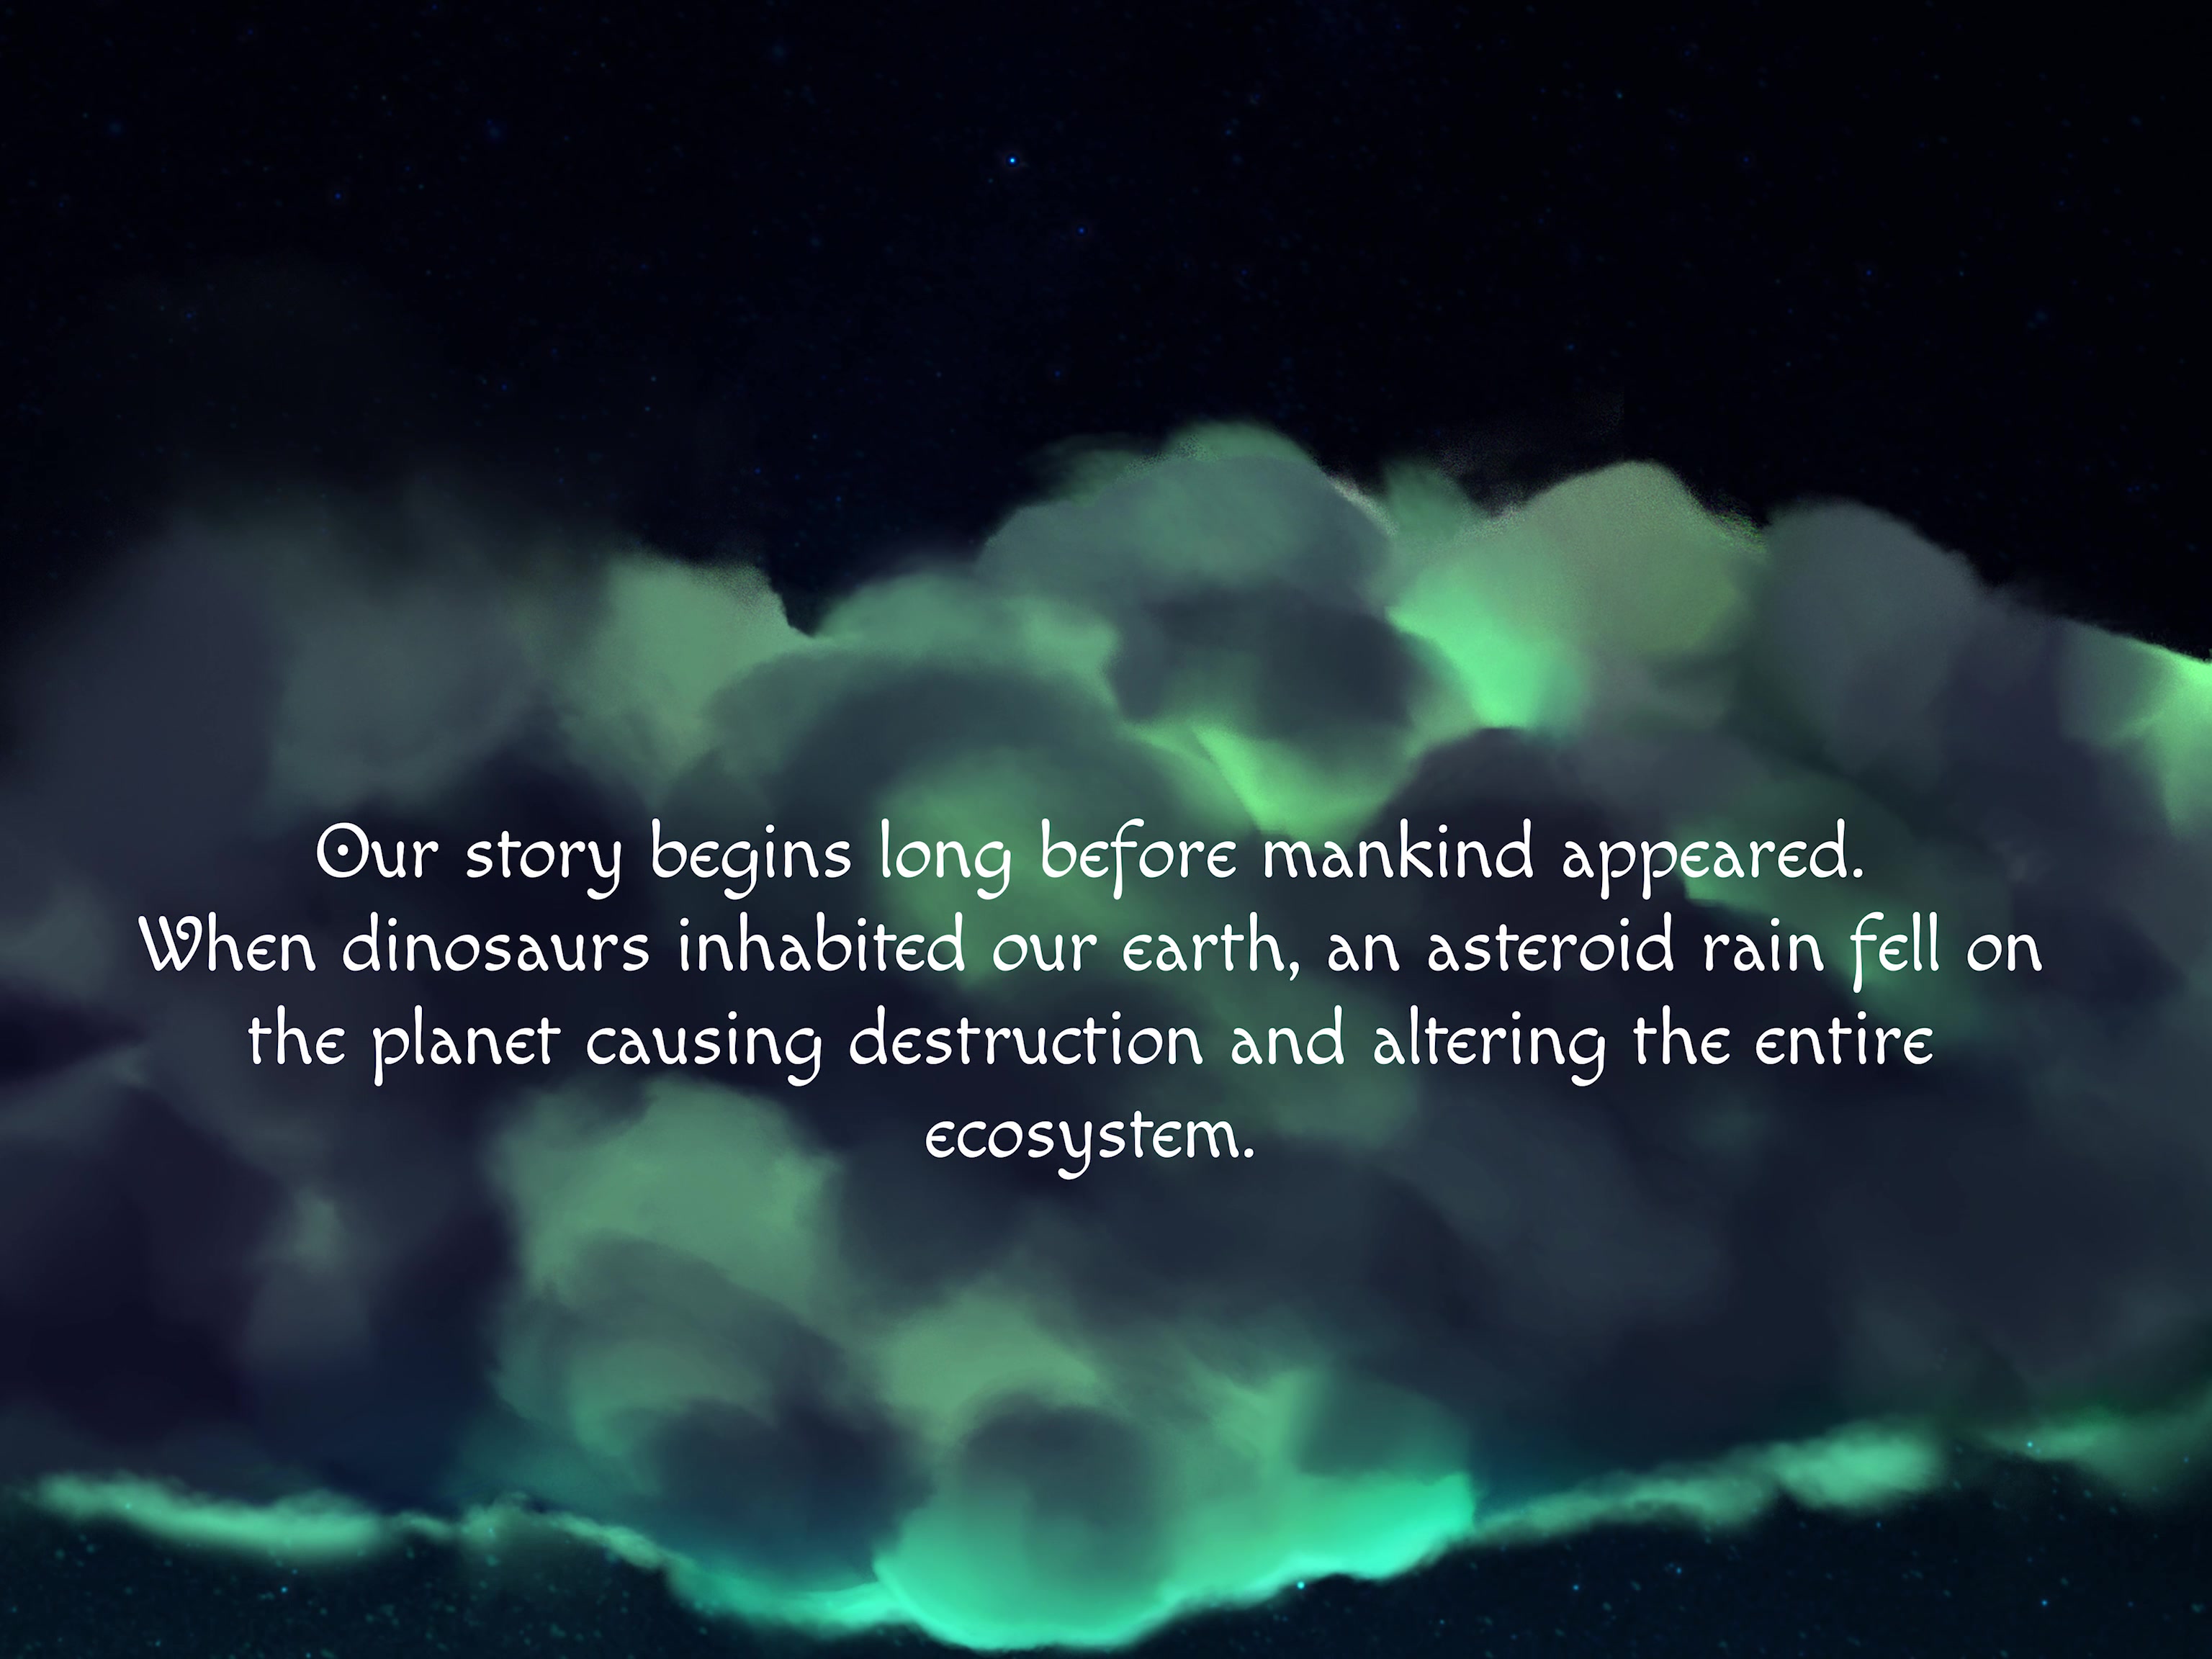 Our story begins long before mankind appeared.
When dinosaurs inhabited our earth, an asteroid rain fell on
the planet causing destruction and altering the entire
ecosystem.